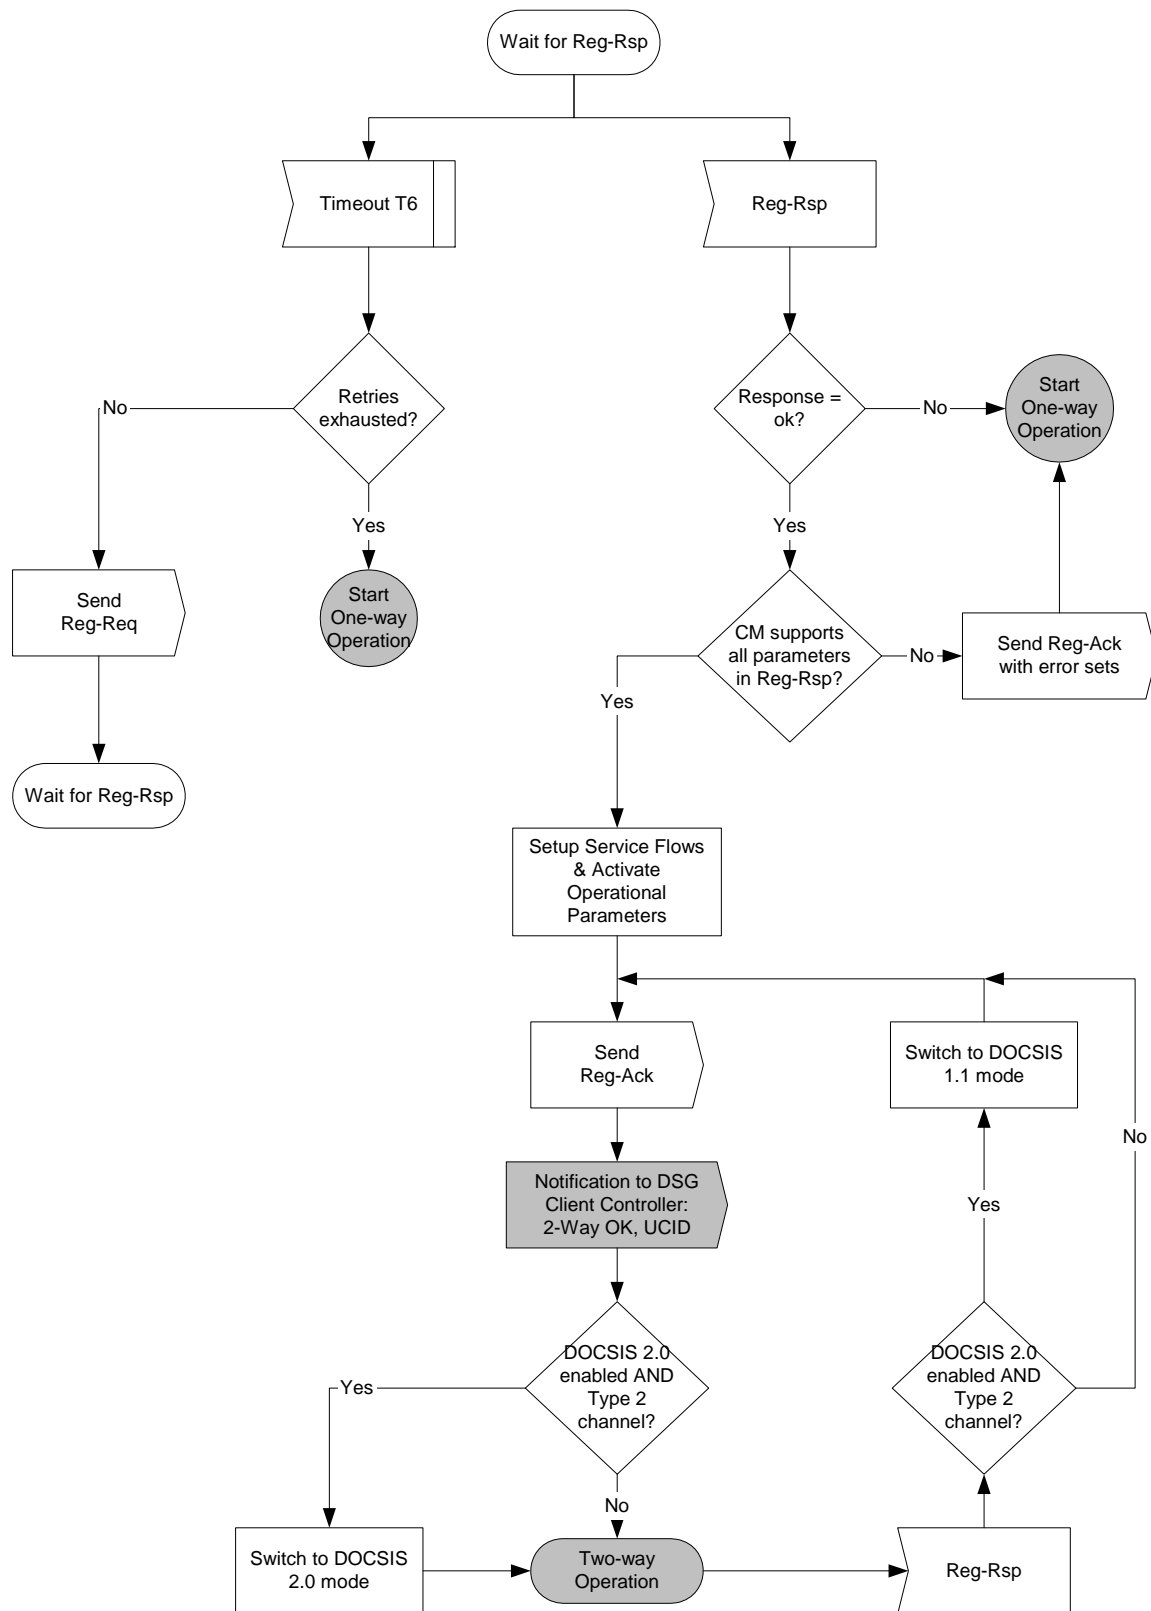 Wait for Reg-Rsp
Timeout T6
Reg-Rsp
Retries
exhausted?
No
Yes
Response =
ok?
No
Yes
Start
One-way
Operation
Send
Reg-Req
Start
One-way
Operation
CM supports
all parameters
in Reg-Rsp?
No
Yes
Send Reg-Ack
with error sets
Wait for Reg-Rsp
Setup Service Flows
& Activate
Operational
Parameters
Send
Reg-Ack
Switch to DOCSIS
1.1 mode
No
Notification to DSG
Client Controller:
2-Way OK, UCID
Yes
DOCSIS 2.0
enabled AND
Type 2
channel?
Yes
No
DOCSIS 2.0
enabled AND
Type 2
channel?
Switch to DOCSIS
2.0 mode
Two-way
Operation
Reg-Rsp